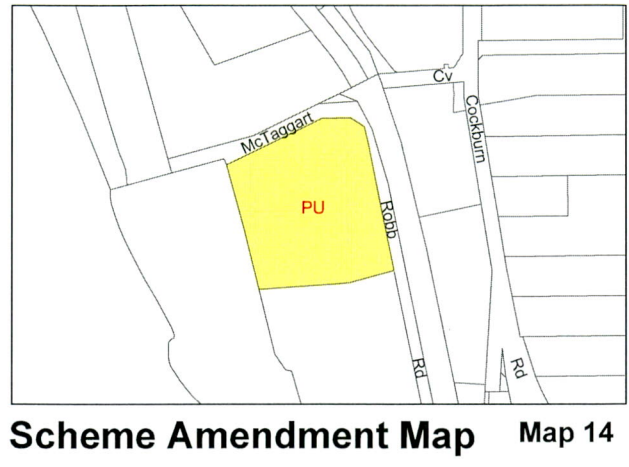 Cv
McTaggart
Cockburn
PU
Robb
Rd
Rd
Scheme Amendment Map Map 14